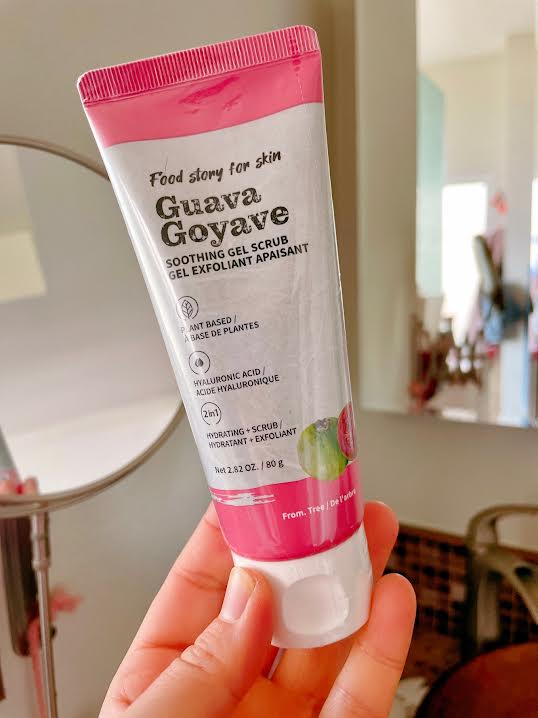 Food story for skin
Guava
Goyave
SOOTHING GEL SCRUB
GEL EXFOLIANT APAISANT
PLANT BASED /
À BASE DE PLANTES
HYALURONIC ACID /
ACIDE HYALURONIQUE
2in1
HYDRATING + SCRUB /
HYDRATANT + EXFOLIANT
Net 2.82 OZ. / 80 g
From. Tree / De l'arbre